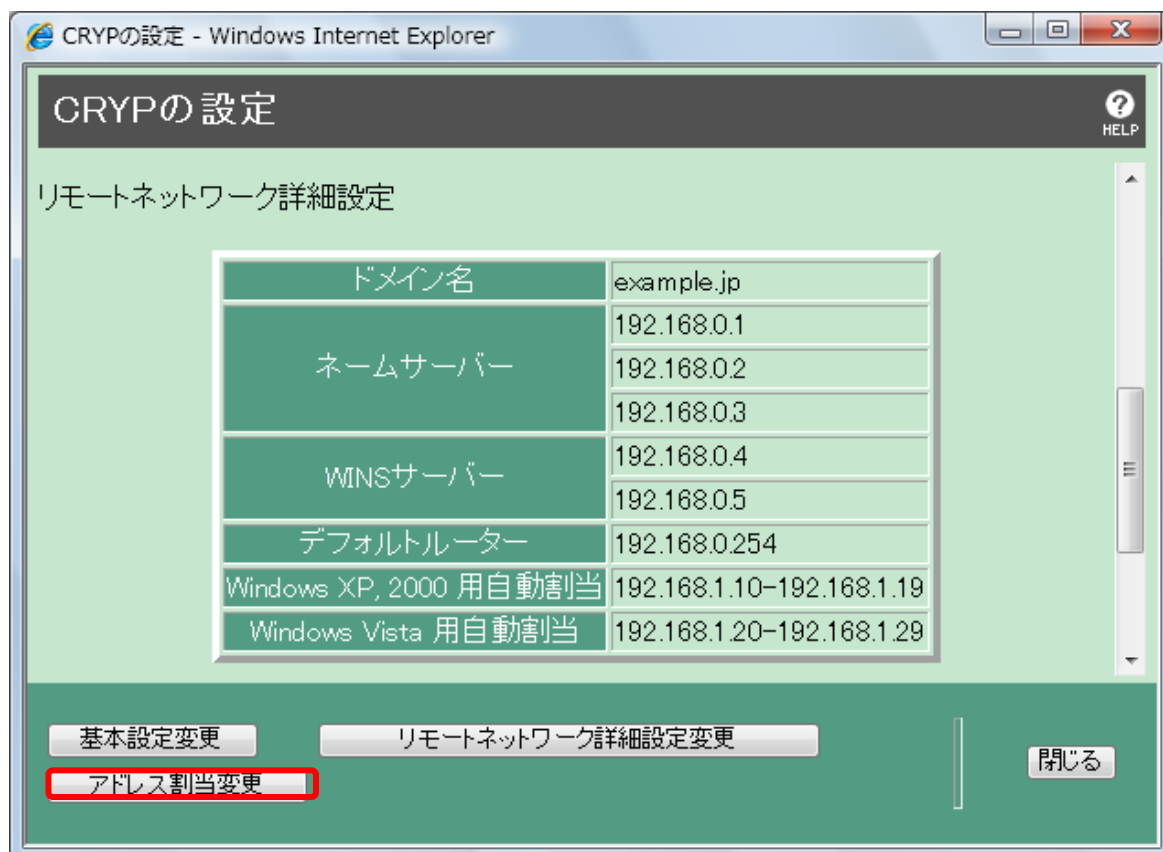 CRYPの設定 - Windows Internet Explorer
CRYPの設定
?
HELP
リモートネットワーク詳細設定
ドメイン名 example.jp
ネームサーバー 192.168.0.1
192.168.0.2
192.168.0.3
WINSサーバー 192.168.0.4
192.168.0.5
デフォルトルーター 192.168.0.254
Windows XP, 2000 用自動割当 192.168.1.10-192.168.1.19
Windows Vista 用自動割当 192.168.1.20-192.168.1.29
基本設定変更 リモートネットワーク詳細設定変更
アドレス割当変更
閉じる